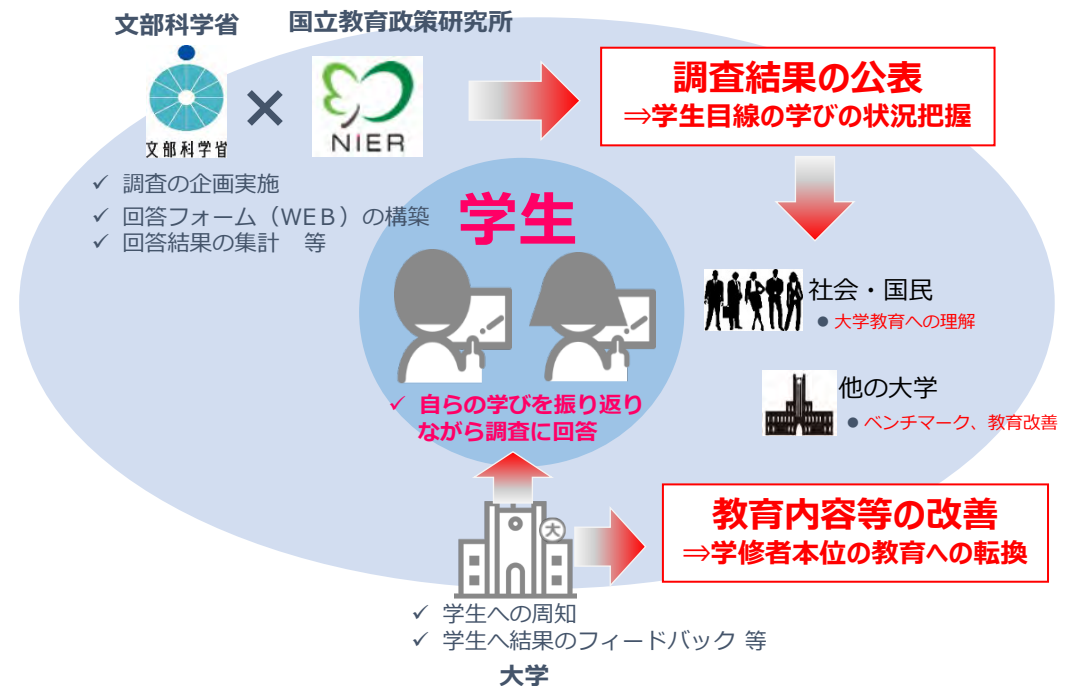 文部科学省
国立教育政策研究所
文部科学省
×
NIER
✓ 調査の企画実施
✓ 回答フォーム（WEB）の構築
✓ 回答結果の集計　等
調査結果の公表
⇒学生目線の学びの状況把握
学生
✓ 自らの学びを振り返り
ながら調査に回答
社会・国民
● 大学教育への理解
他の大学
● ベンチマーク、教育改善
教育内容等の改善
⇒学修者本位の教育への転換
大
✓ 学生への周知
✓ 学生へ結果のフィードバック 等
大学